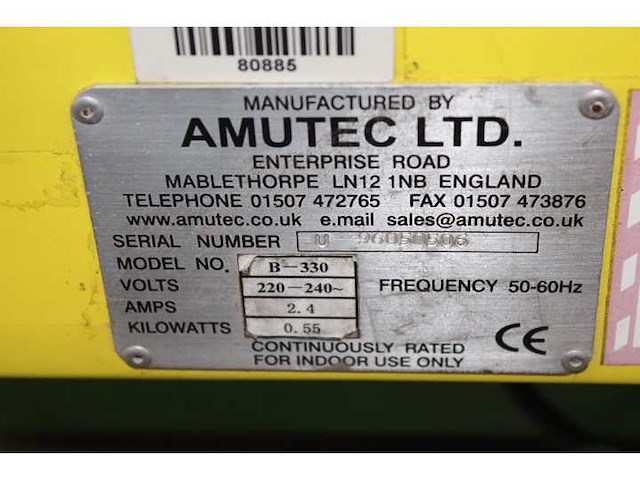 80885
MANUFACTURED BY
AMUTEC LTD.
ENTERPRISE ROAD
MABLETHORPE LN12 1NB ENGLAND
TELEPHONE 01507 472765 FAX 01507 473876
www.amutec.co.uk e.mail sales@amutec.co.uk
SERIAL NUMBER U 96050506
MODEL NO. B-330
VOLTS 220-240~ FREQUENCY 50-60Hz
AMPS 2.4
KILOWATTS 0.55
CE
CONTINUOUSLY RATED
FOR INDOOR USE ONLY